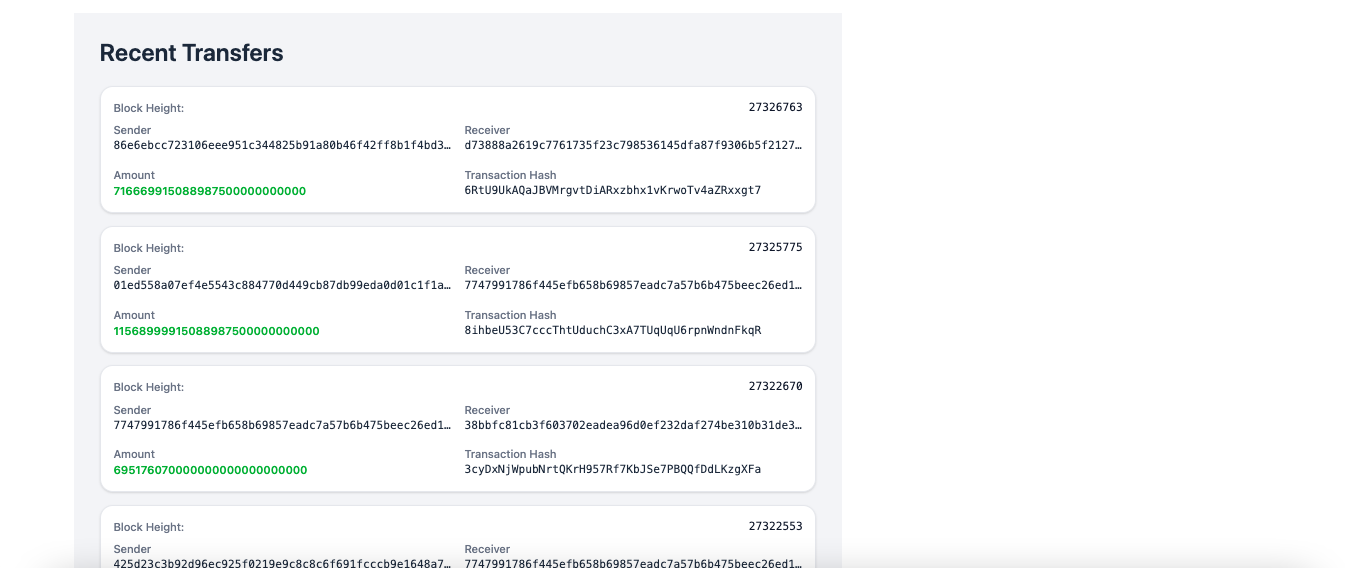 Recent Transfers
Block Height: 27326763
Sender Receiver
86e6ebcc723106eee951c344825b91a80b46f42ff8b1f4bd3… d73888a2619c7761735f23c798536145dfa87f9306b5f2127…
Amount Transaction Hash
716669915088987500000000000 6RtU9UkAQaJBVMrgvtDiARxzbhx1vKrwoTv4aZRxxgt7
Block Height: 27325775
Sender Receiver
01ed558a07ef4e5543c884770d449cb87db99eda0d01c1f1a… 7747991786f445efb658b69857eadc7a57b6b475beec26ed1…
Amount Transaction Hash
11568999915088987500000000000 8ihbeU53C7cccThtUduchC3xA7TUqUqU6rpnWndnFkqR
Block Height: 27322670
Sender Receiver
7747991786f445efb658b69857eadc7a57b6b475beec26ed1… 38bbfc81cb3f603702eadea96d0ef232daf274be310b31de3…
Amount Transaction Hash
695176070000000000000000000 3cyDxNjWpubNrtQKrH957Rf7KbJSe7PBQQfDdLKzgXFa
Block Height: 27322553
Sender Receiver
425d23c3b92d96ec925f0219e9c8c8c6f691fcccb9e1648a7… 7747991786f445efb658b69857eadc7a57b6b475beec26ed1…